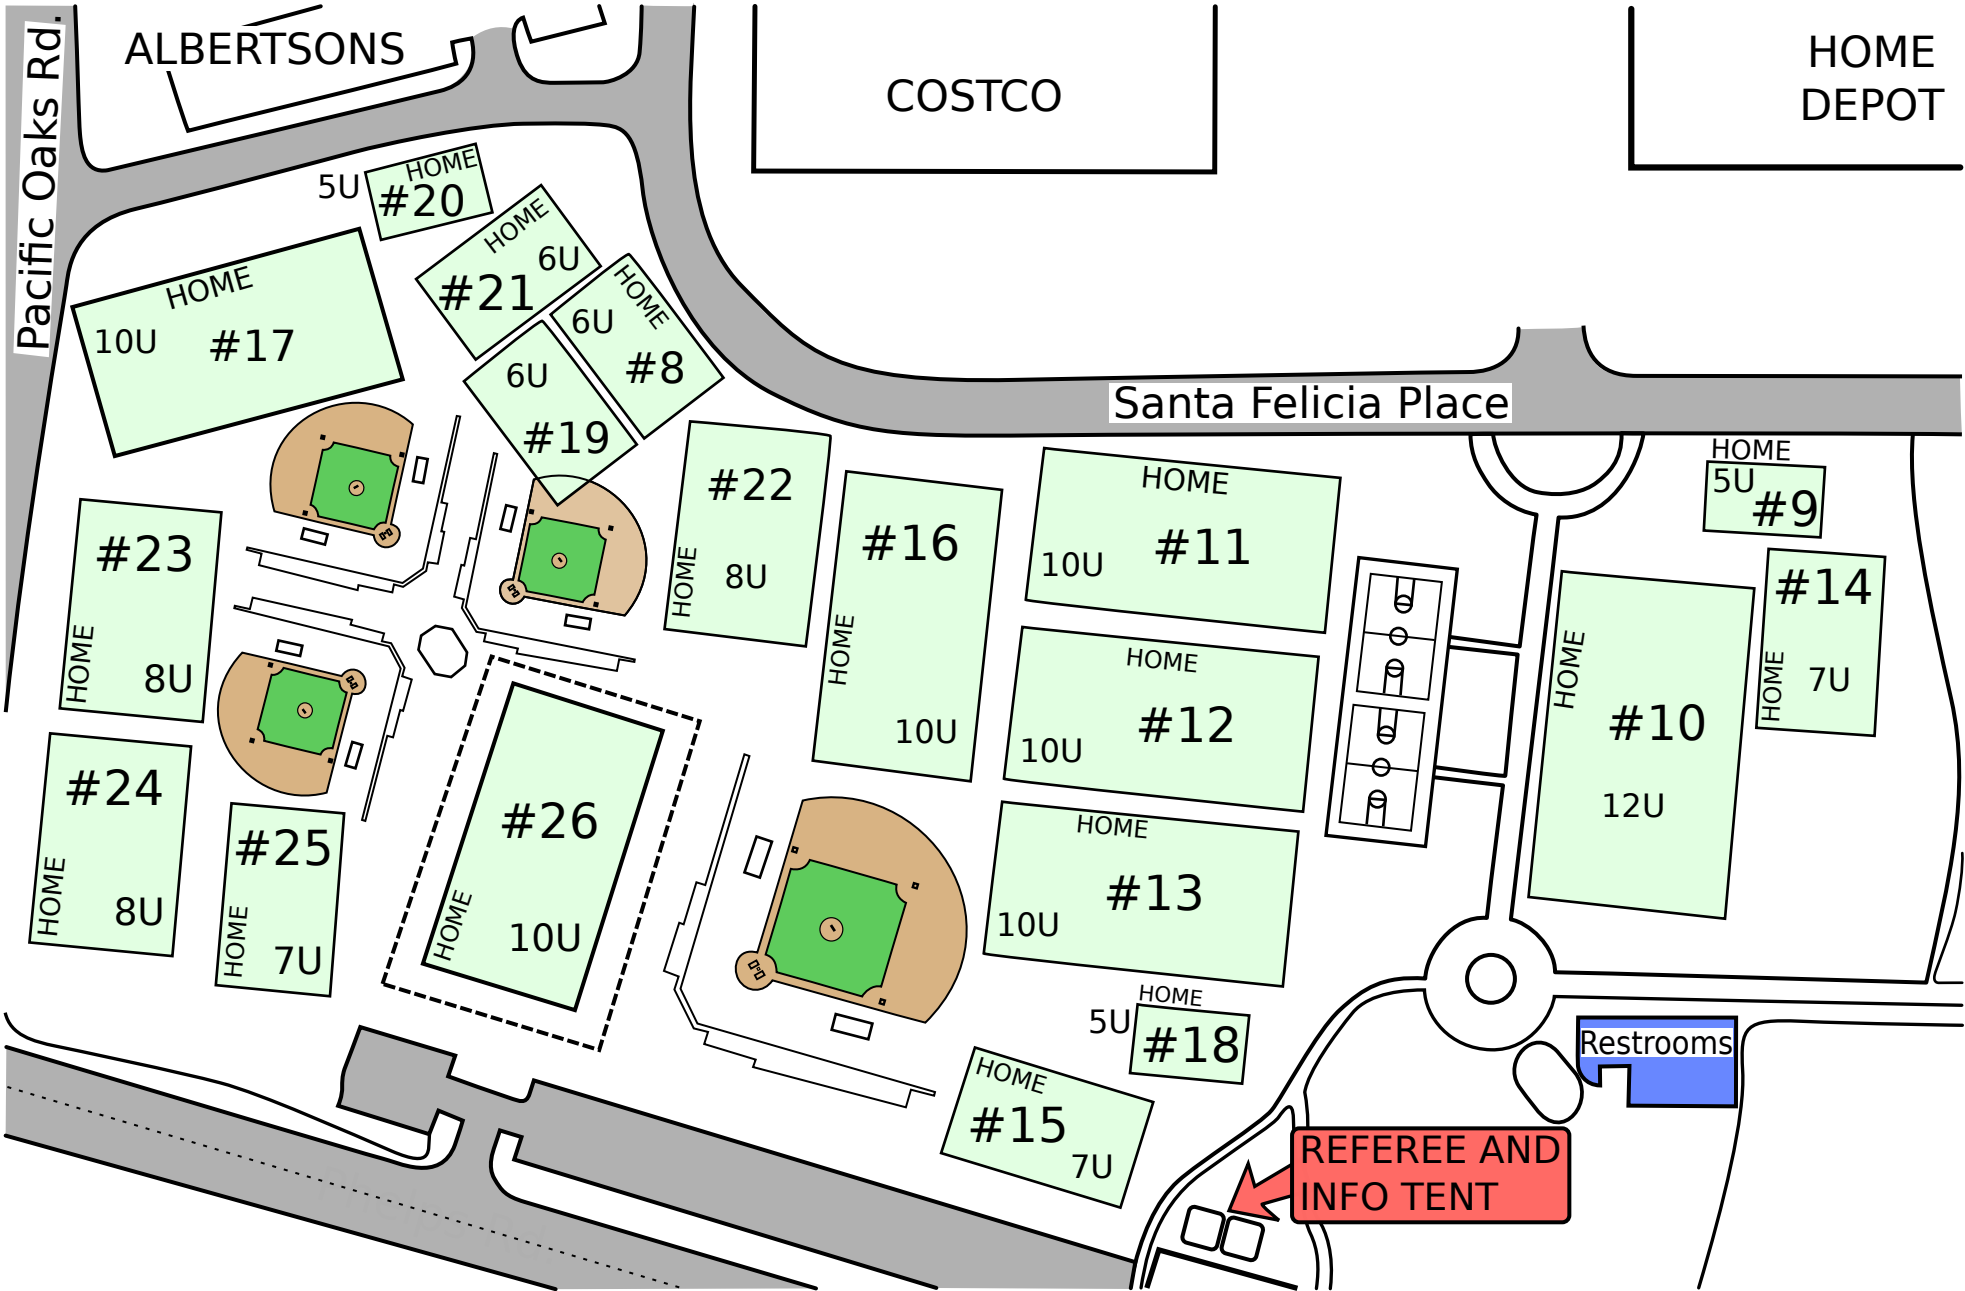 Pacific Oaks Rd.
ALBERTSONS
COSTCO
HOME
DEPOT
HOME
5U
#20
HOME
6U
#21
HOME
6U
#8
HOME
10U
#17
6U
#19
Santa Felicia Place
#22
HOME
8U
#16
HOME
10U
HOME
#11
10U
HOME
5U
#9
#14
HOME
7U
#23
HOME
8U
HOME
#12
10U
HOME
#10
12U
#24
HOME
8U
#25
HOME
7U
#26
HOME
10U
HOME
#13
10U
HOME
5U
#18
HOME
#15
7U
Restrooms
REFEREE AND
INFO TENT